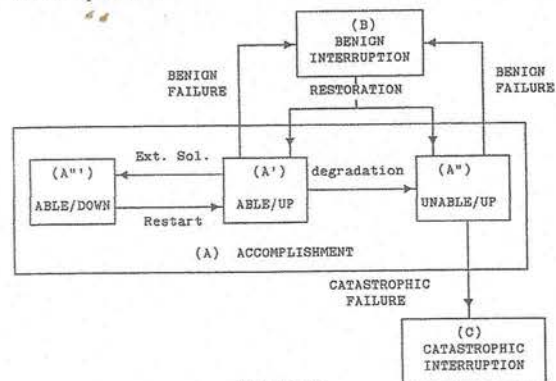 (B)
BENIGN
INTERRUPTION
BENIGN
FAILURE
BENIGN
FAILURE
RESTORATION
(A"')
ABLE/DOWN
Ext. Sol.
Restart
(A')
ABLE/UP
degradation
(A")
UNABLE/UP
(A) ACCOMPLISHMENT
CATASTROPHIC
FAILURE
(C)
CATASTROPHIC
INTERRUPTION